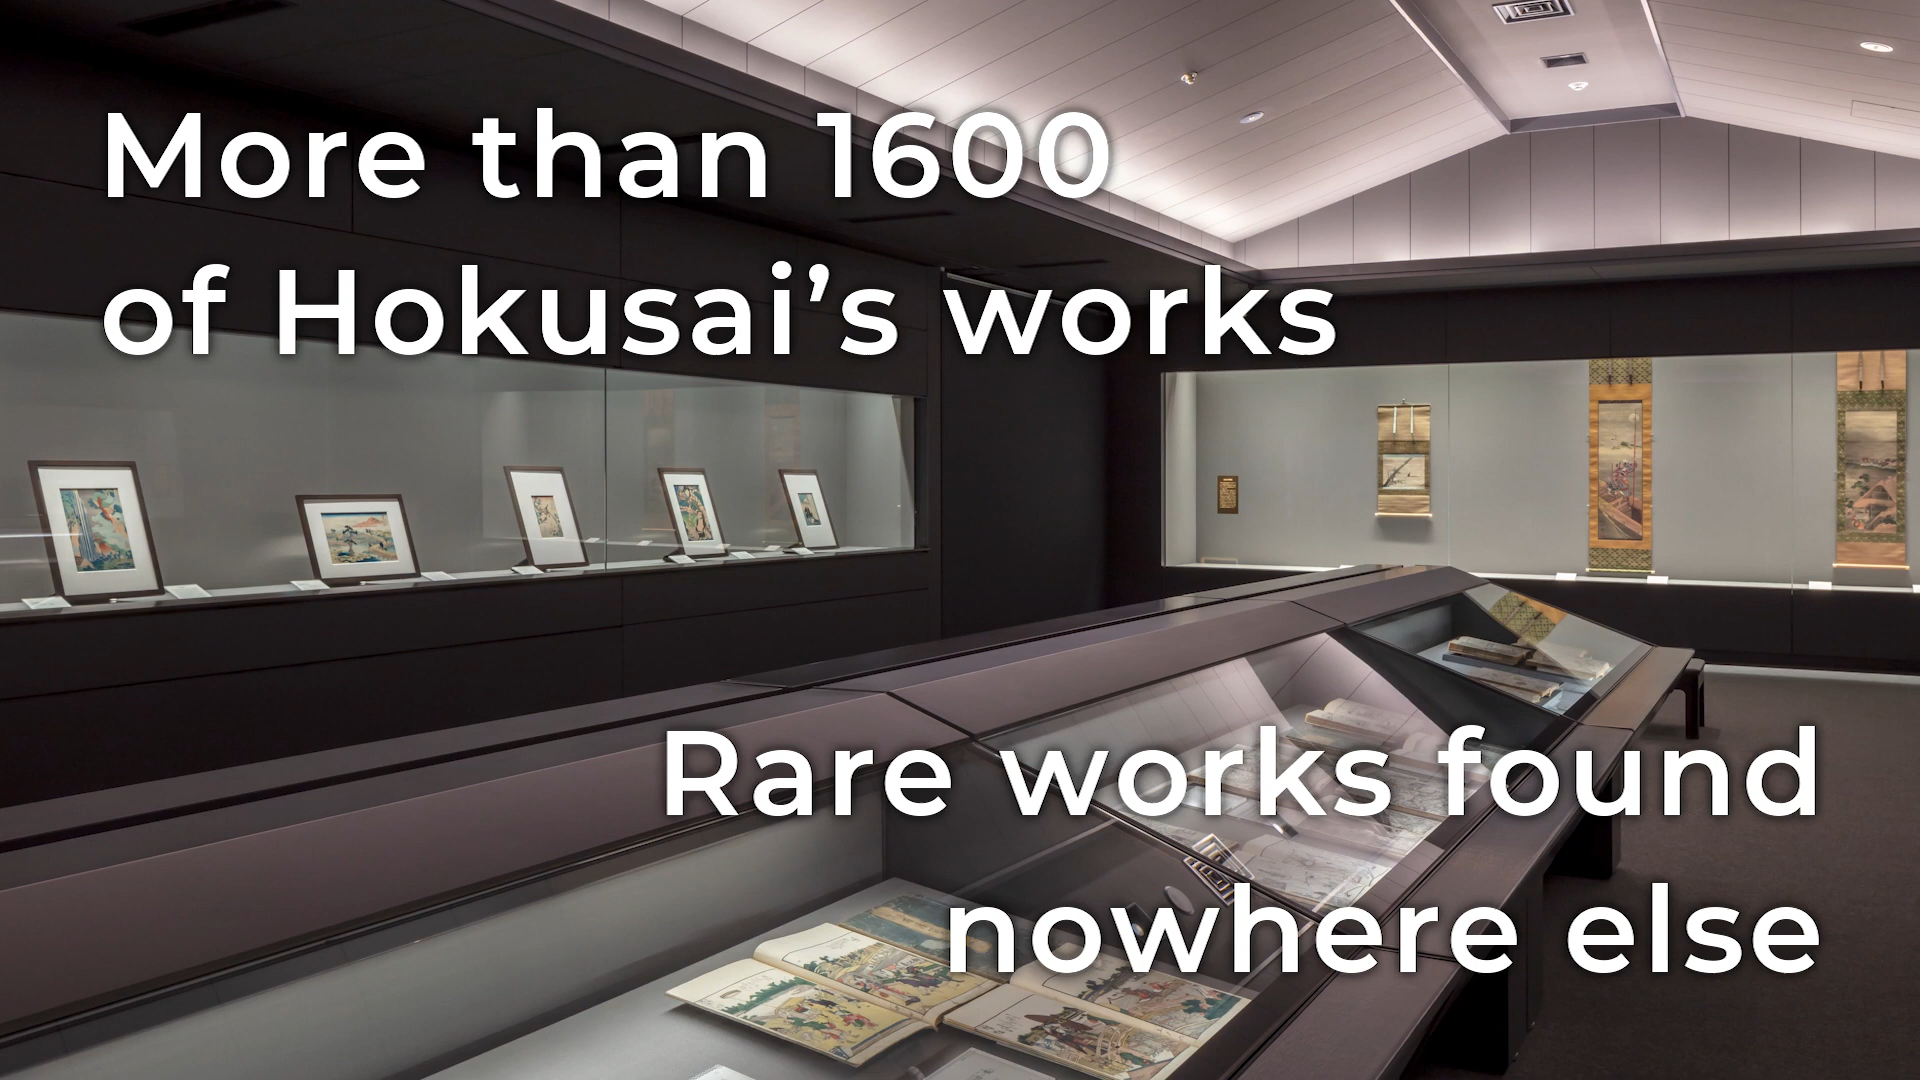 More than 1600
of Hokusai’s works
Rare works found
nowhere else